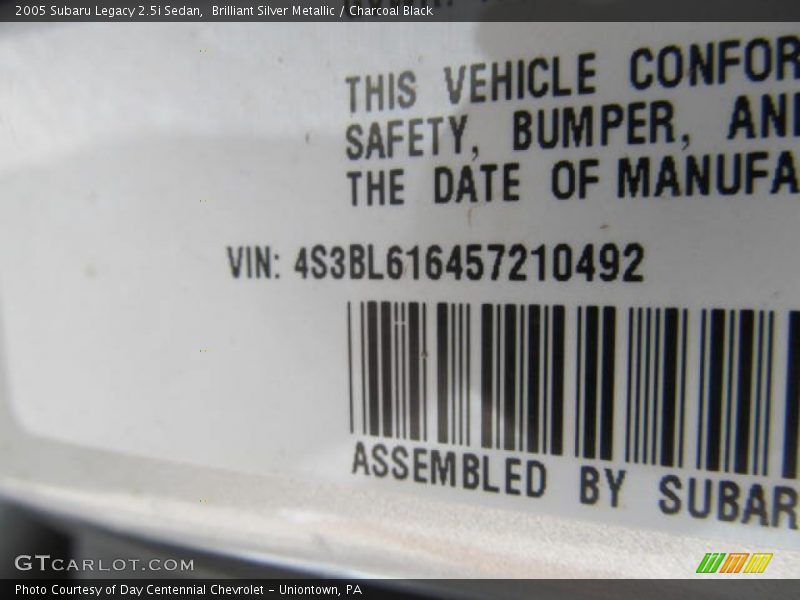 2005 Subaru Legacy 2.5i Sedan, Brilliant Silver Metallic / Charcoal Black
THIS VEHICLE CONFOR
SAFETY, BUMPER, AND
THE DATE OF MANUFA
VIN: 4S3BL616457210492
ASSEMBLED BY SUBAR
GTCARLOT.COM
Photo Courtesy of Day Centennial Chevrolet - Uniontown, PA